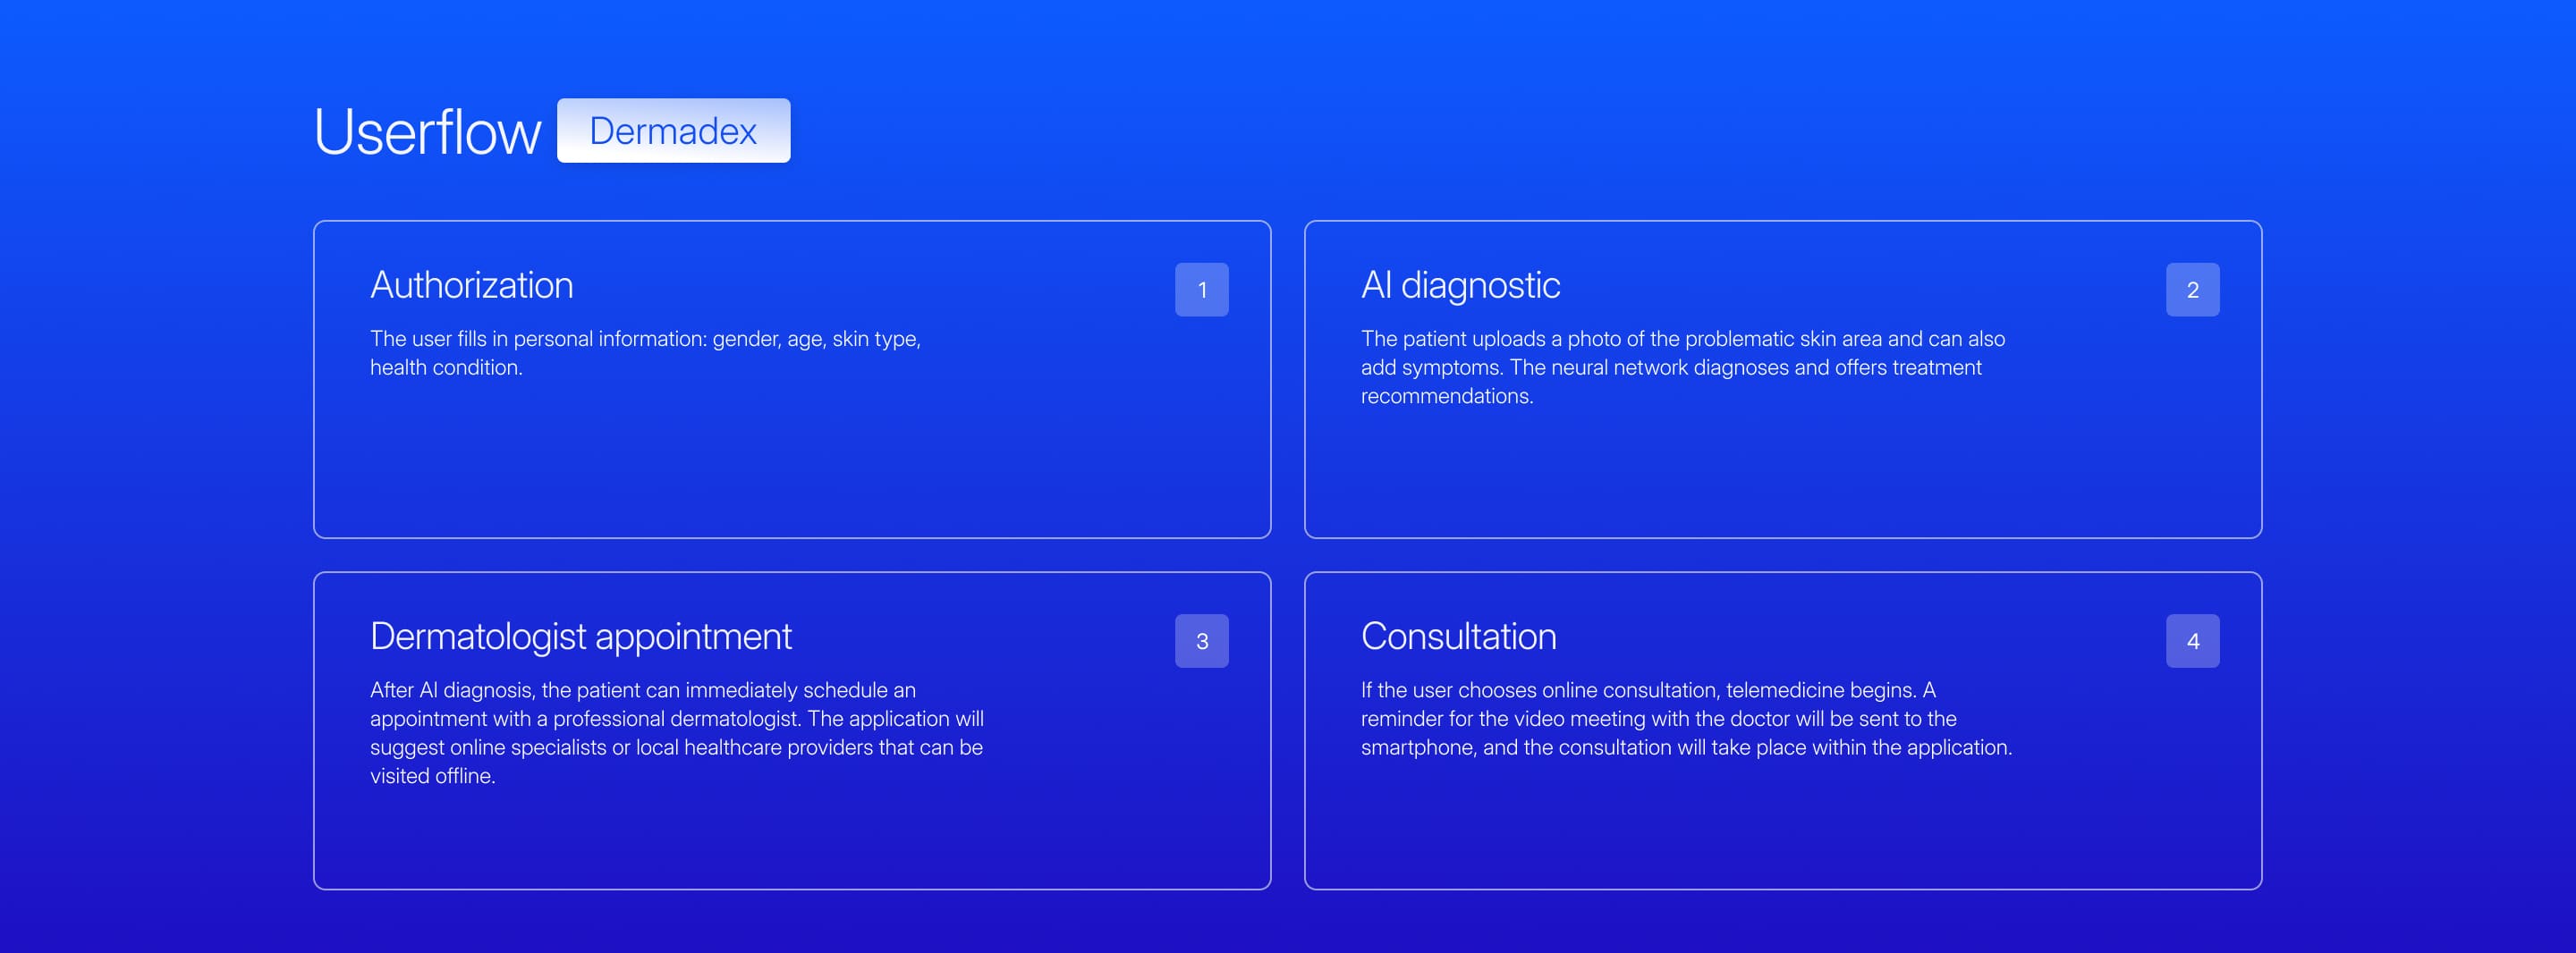 Userflow Dermadex
Authorization
1
The user fills in personal information: gender, age, skin type,
health condition.
AI diagnostic
2
The patient uploads a photo of the problematic skin area and can also
add symptoms. The neural network diagnoses and offers treatment
recommendations.
Dermatologist appointment
3
After AI diagnosis, the patient can immediately schedule an
appointment with a professional dermatologist. The application will
suggest online specialists or local healthcare providers that can be
visited offline.
Consultation
4
If the user chooses online consultation, telemedicine begins. A
reminder for the video meeting with the doctor will be sent to the
smartphone, and the consultation will take place within the application.